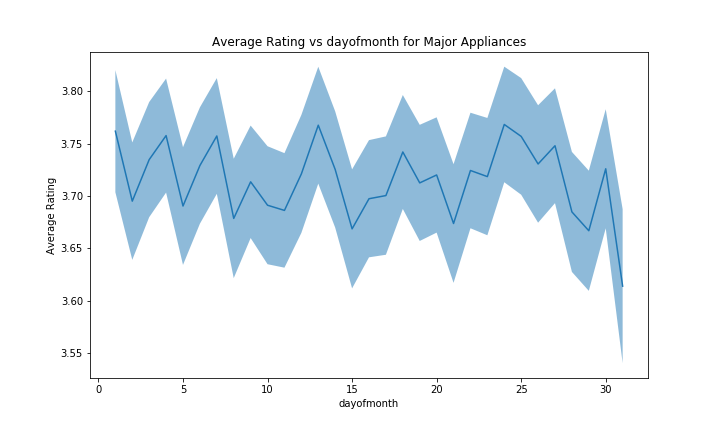 Average Rating vs dayofmonth for Major Appliances
3.80
3.75
3.70
3.65
3.60
3.55
Average Rating
0 5 10 15 20 25 30
dayofmonth